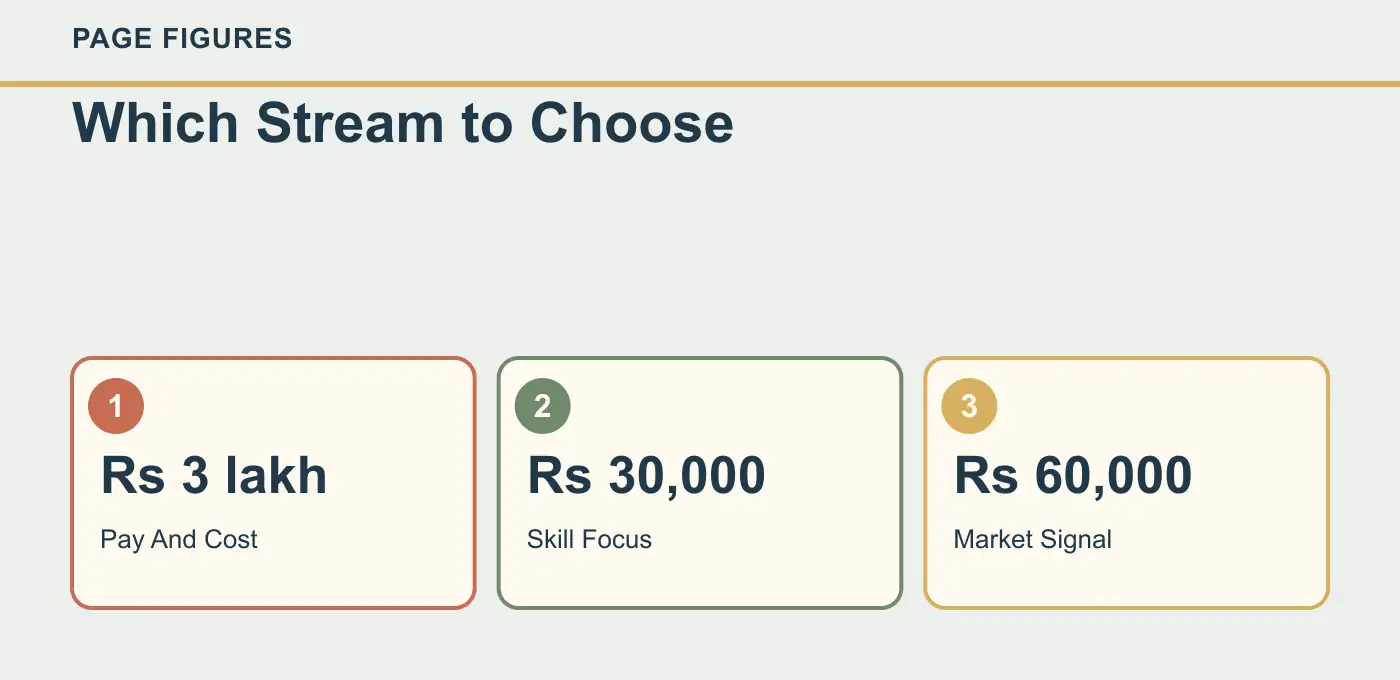 PAGE FIGURES
Which Stream to Choose
1
Rs 3 lakh
Pay And Cost
2
Rs 30,000
Skill Focus
3
Rs 60,000
Market Signal